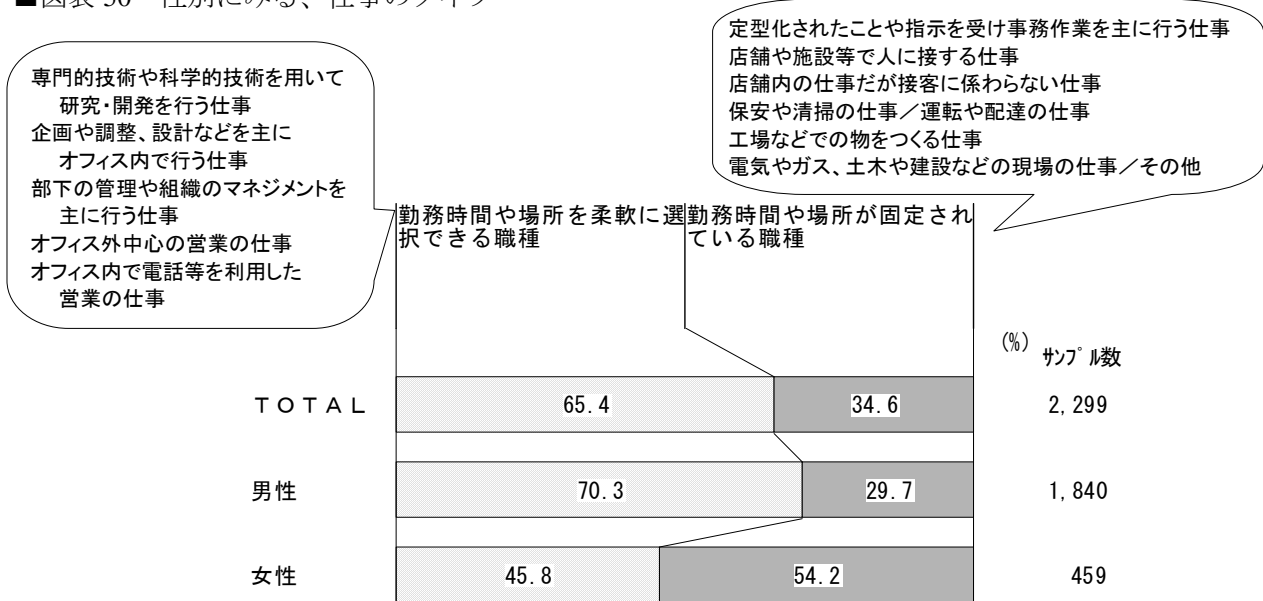 定型化されたことや指示を受け事務作業を主に行う仕事
店舗や施設等で人に接する仕事
店舗内の仕事だが接客に係わらない仕事
保安や清掃の仕事／運転や配達の仕事
工場などでの物をつくる仕事
電気やガス、土木や建設などの現場の仕事／その他
専門的技術や科学的技術を用いて
研究・開発を行う仕事
企画や調整、設計などを主に
オフィス内で行う仕事
部下の管理や組織のマネジメントを
主に行う仕事
オフィス外中心の営業の仕事
オフィス内で電話等を利用した
営業の仕事
勤務時間や場所を柔軟に選
択できる職種
勤務時間や場所が固定され
ている職種
(%)
ｻﾝﾌﾟﾙ数
ＴＯＴＡＬ 65.4 34.6 2,299
男性 70.3 29.7 1,840
女性 45.8 54.2 459